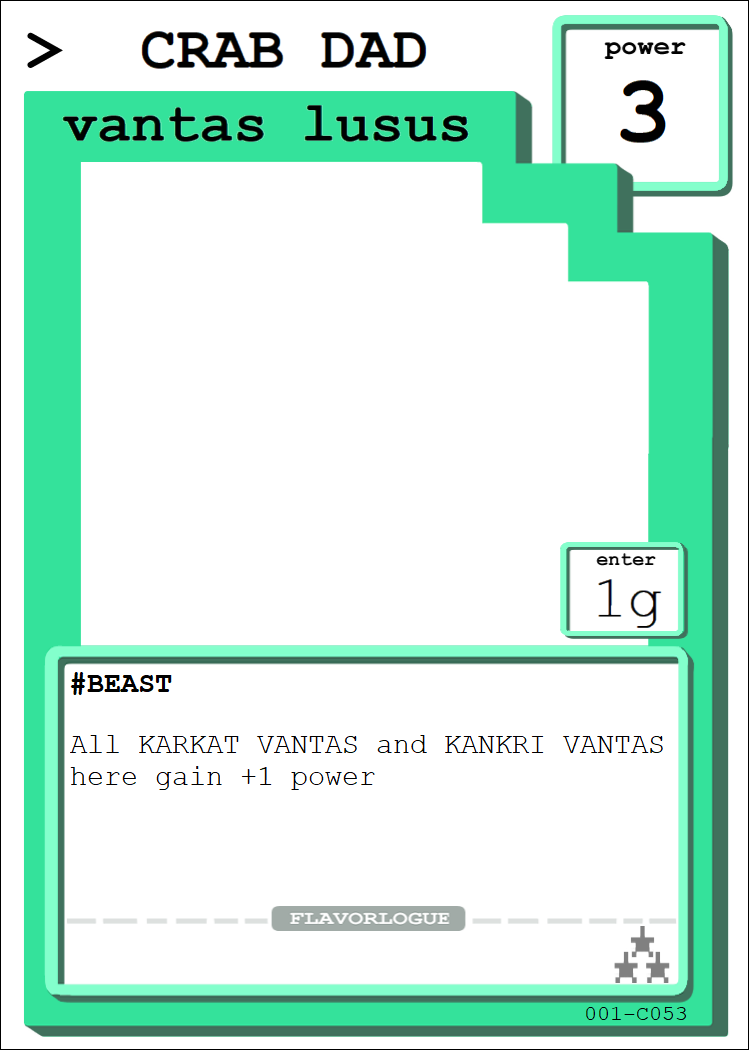 > CRAB DAD
power
3
vantas lusus
enter
1g
#BEAST
All KARKAT VANTAS and KANKRI VANTAS
here gain +1 power
FLAVORLOGUE
001-C053